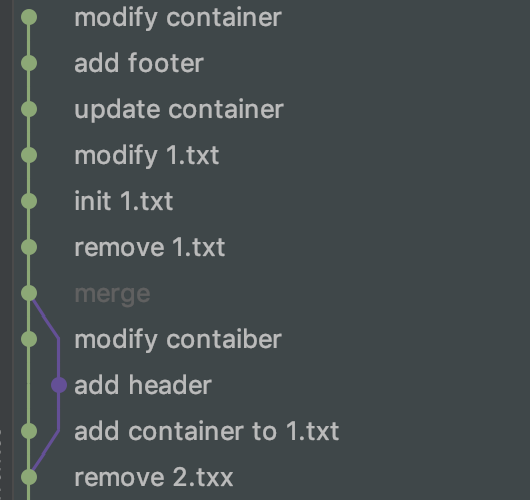 modify container
add footer
update container
modify 1.txt
init 1.txt
remove 1.txt
merge
modify contaiber
add header
add container to 1.txt
remove 2.txx